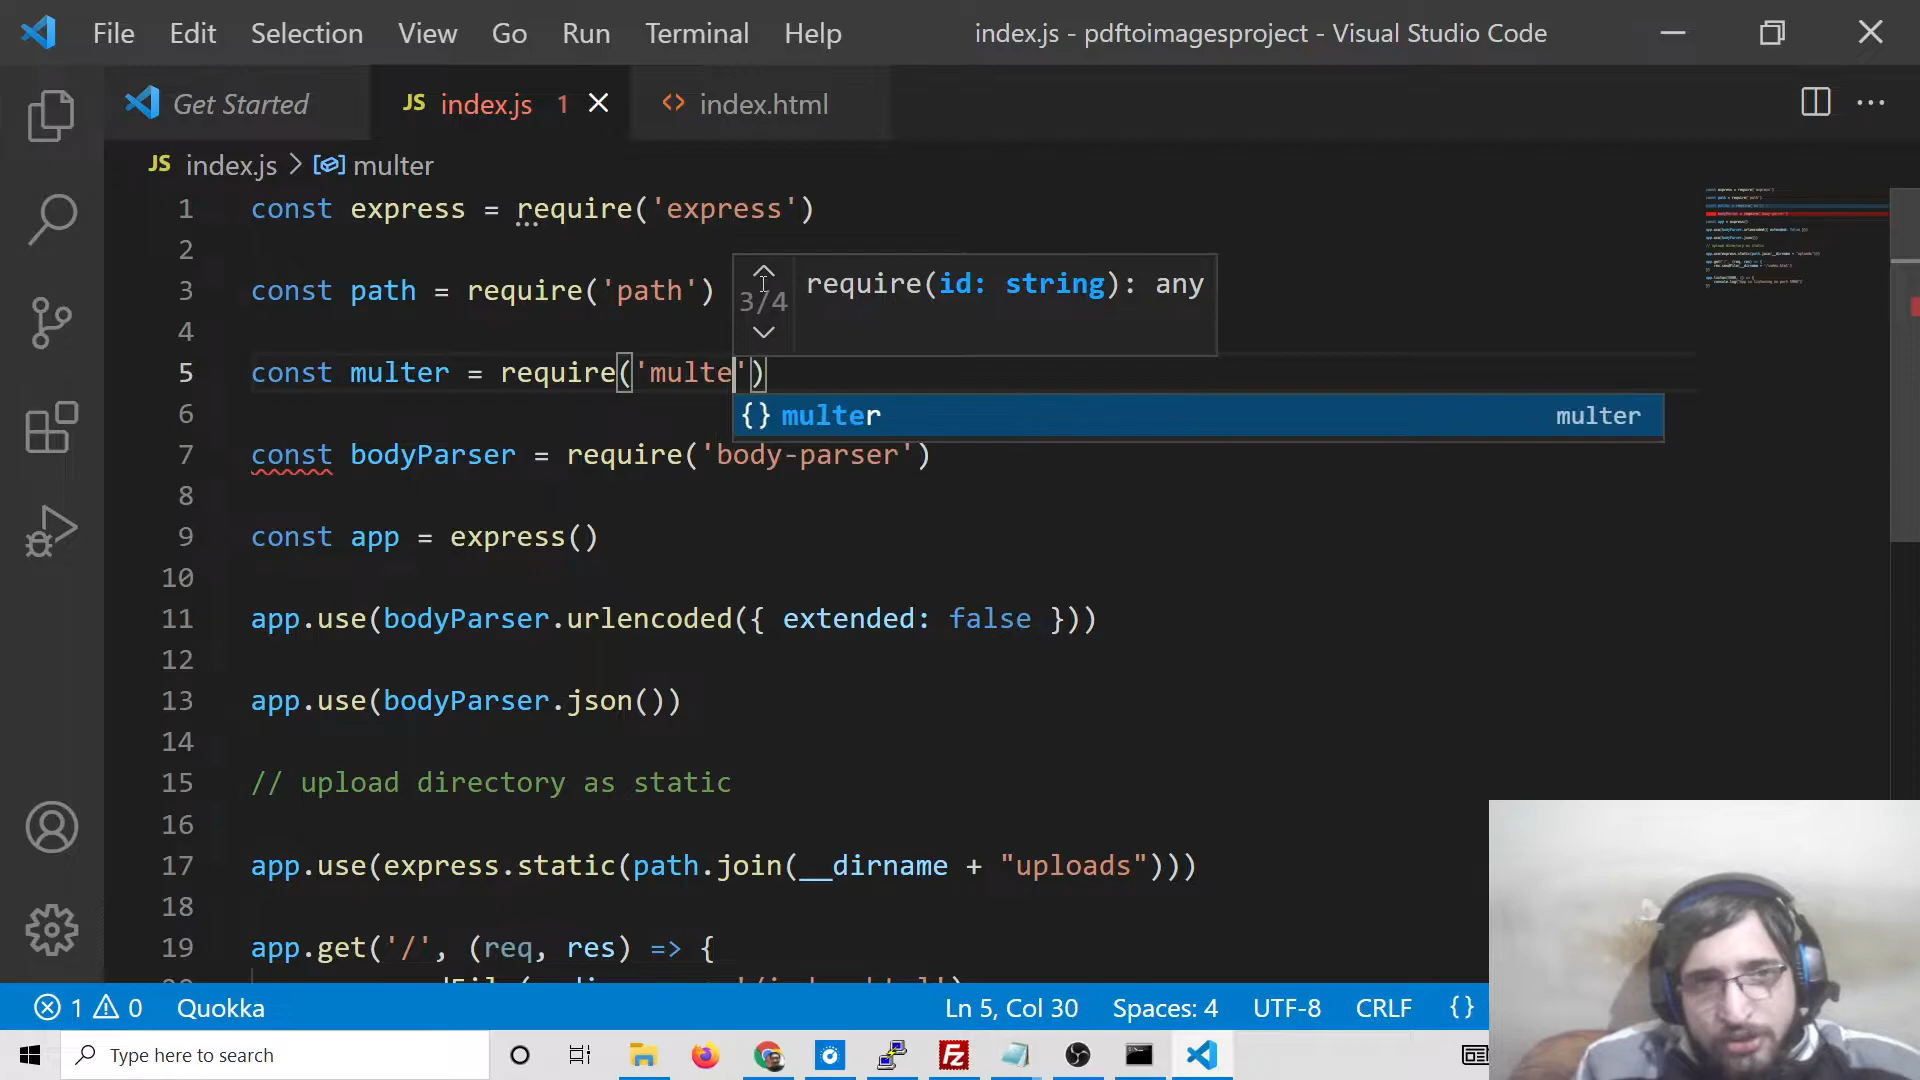 File Edit Selection View Go Run Terminal Help index.js - pdftoimagesproject - Visual Studio Code
Get Started JS index.js 1 index.html
JS index.js > multer
1 const express = require('express')
2
3 const path = require('path')
3/4 require(id: string): any
4
5 const multer = require('multe')
6 {} multer multer
7 const bodyParser = require('body-parser')
8
9 const app = express()
10
11 app.use(bodyParser.urlencoded({ extended: false }))
12
13 app.use(bodyParser.json())
14
15 // upload directory as static
16
17 app.use(express.static(path.join(__dirname + "uploads")))
18
19 app.get('/', (req, res) => {
1 0 Quokka Ln 5, Col 30 Spaces: 4 UTF-8 CRLF {}
Type here to search